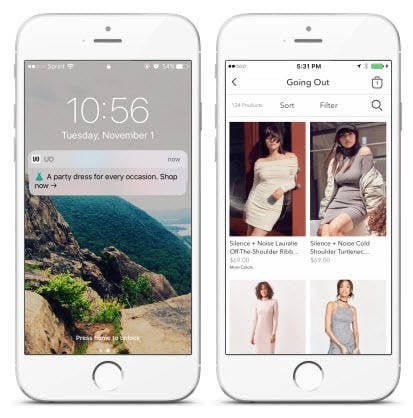 Sprint
54%
10:56
Tuesday, November 1
UO UO now
A party dress for every occasion. Shop
now →
Press home to unlock
5:31 PM
Going Out
1
124 Products Sort Filter
Silence + Noise Lauralie
Off-The-Shoulder Ribb...
$69.00
More Colors
Silence + Noise Cold
Shoulder Turtlenec...
$69.00